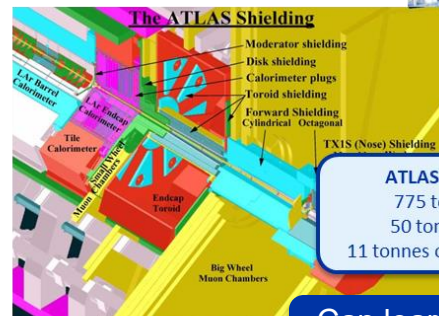 The ATLAS Shielding
Moderator shielding
Disk shielding
Calorimeter plugs
Toroid shielding
Forward Shielding
Cylindrical Octagonal
TX1S (Nose) Shielding
LAr Barrel
Calorimeter
LAr Endcap
Calorimeter
Tile
Calorimeter
Small Wheel
Muon Chambers
Endcap
Toroid
Big Wheel
Muon Chambers
ATLAS
775
50
11 tonnes
Can